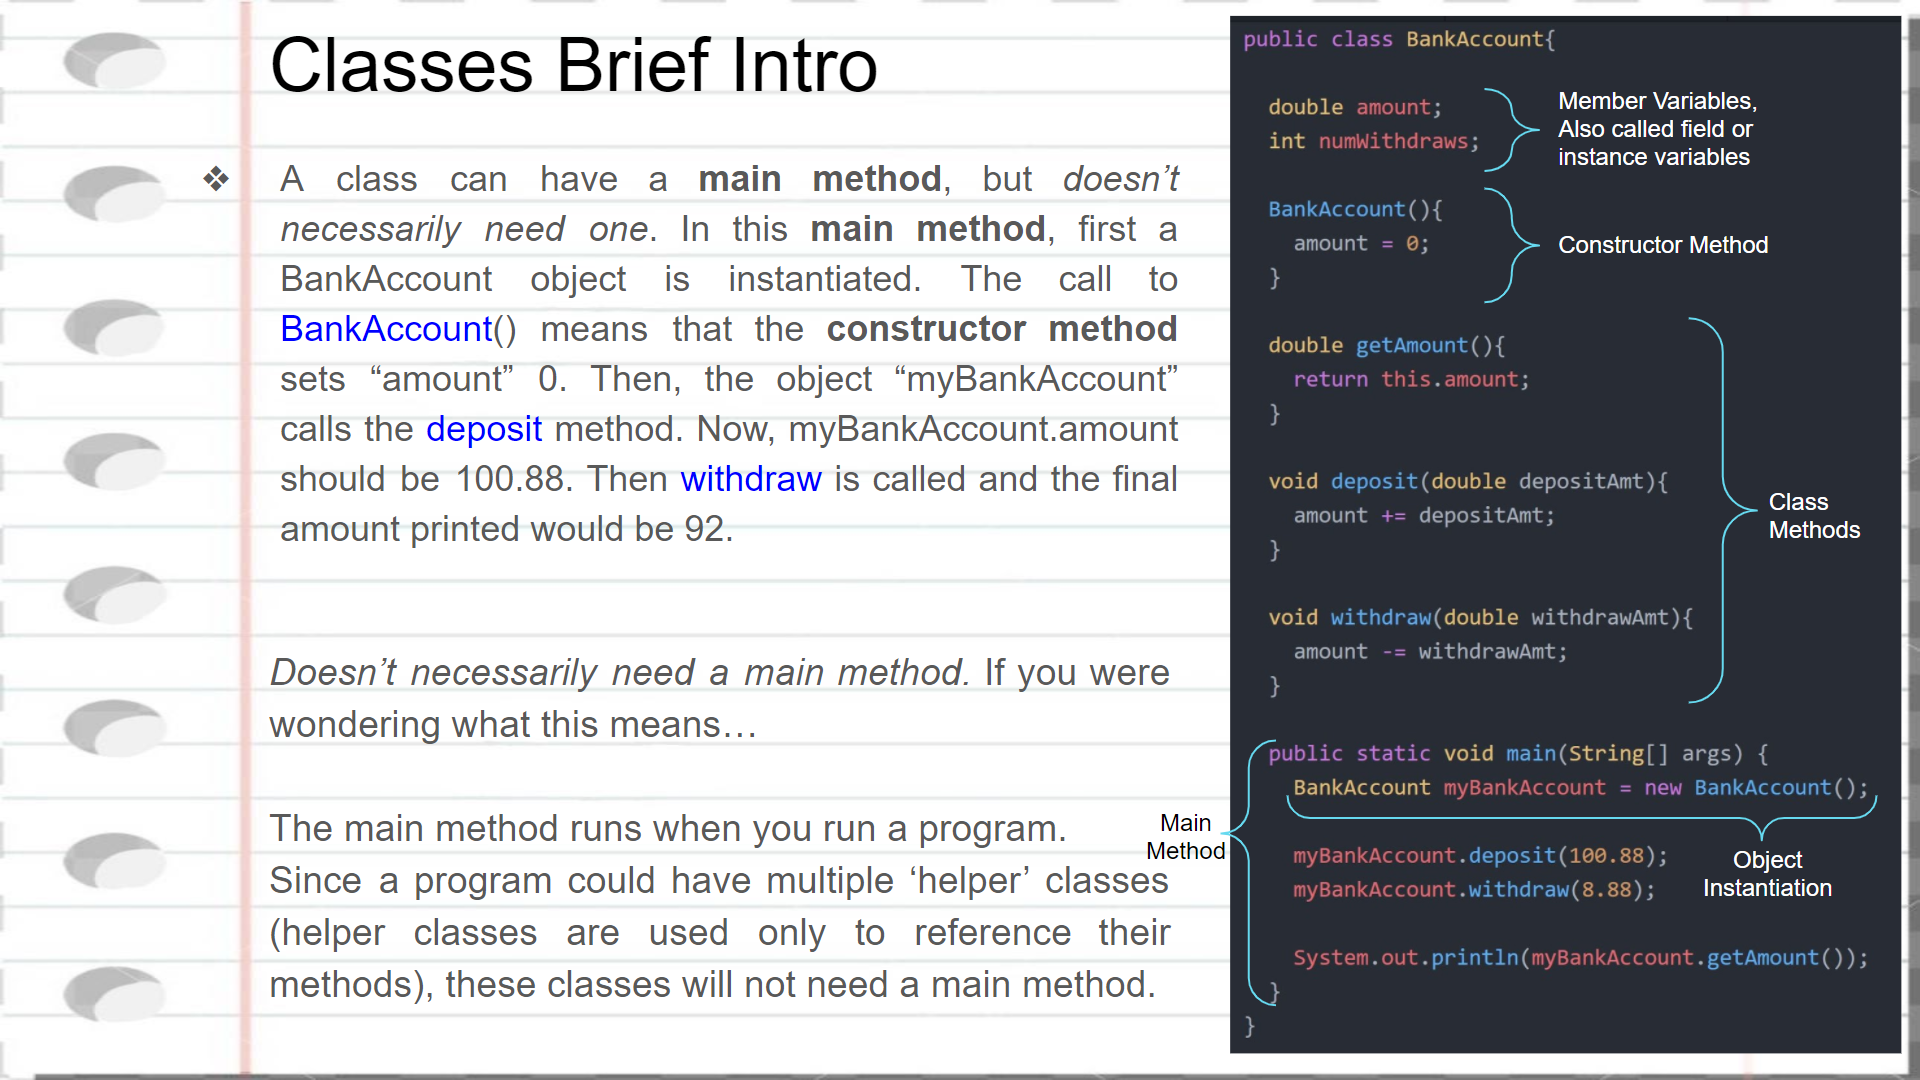 Classes Brief Intro
❖ A class can have a main method, but doesn’t
necessarily need one. In this main method, first a
BankAccount object is instantiated. The call to
BankAccount() means that the constructor method
sets “amount” 0. Then, the object “myBankAccount”
calls the deposit method. Now, myBankAccount.amount
should be 100.88. Then withdraw is called and the final
amount printed would be 92.
Doesn’t necessarily need a main method. If you were
wondering what this means…
The main method runs when you run a program.
Since a program could have multiple ‘helper’ classes
(helper classes are used only to reference their
methods), these classes will not need a main method.
public class BankAccount{
double amount;
int numWithdraws;
Member Variables,
Also called field or
instance variables
BankAccount(){
amount = 0;
}
Constructor Method
double getAmount(){
return this.amount;
}
void deposit(double depositAmt){
amount += depositAmt;
}
void withdraw(double withdrawAmt){
amount -= withdrawAmt;
}
Class
Methods
public static void main(String[] args) {
BankAccount myBankAccount = new BankAccount();
myBankAccount.deposit(100.88);
myBankAccount.withdraw(8.88);
System.out.println(myBankAccount.getAmount());
}
}
Main
Method
Object
Instantiation